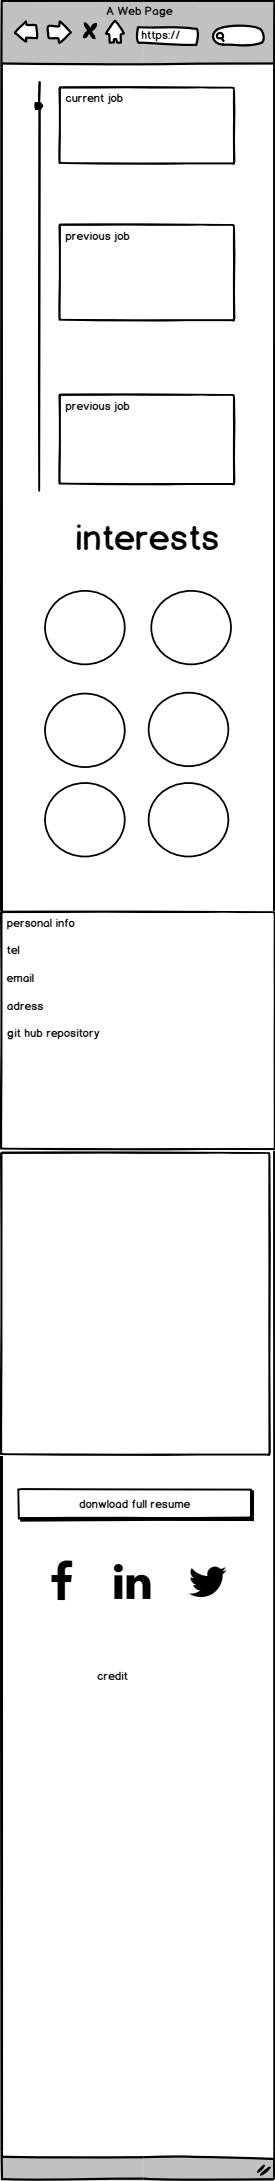 A Web Page
https://
current job
previous job
previous job
interests
personal info
tel
email
adress
git hub repository
donwload full resume
f in
credit